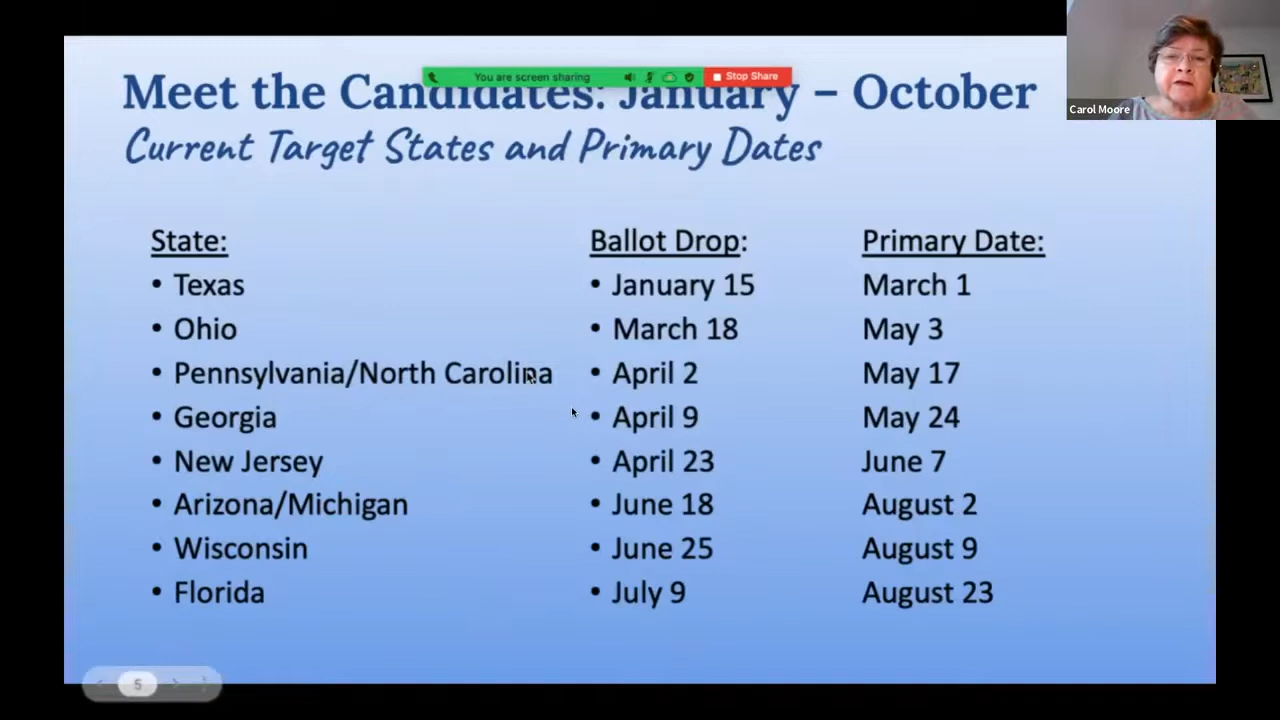 You are screen sharing
Stop Share
Meet the Candidates: January – October
Current Target States and Primary Dates
Carol Moore
State: Ballot Drop: Primary Date:
• Texas • January 15 March 1
• Ohio • March 18 May 3
• Pennsylvania/North Carolina • April 2 May 17
• Georgia • April 9 May 24
• New Jersey • April 23 June 7
• Arizona/Michigan • June 18 August 2
• Wisconsin • June 25 August 9
• Florida • July 9 August 23
5